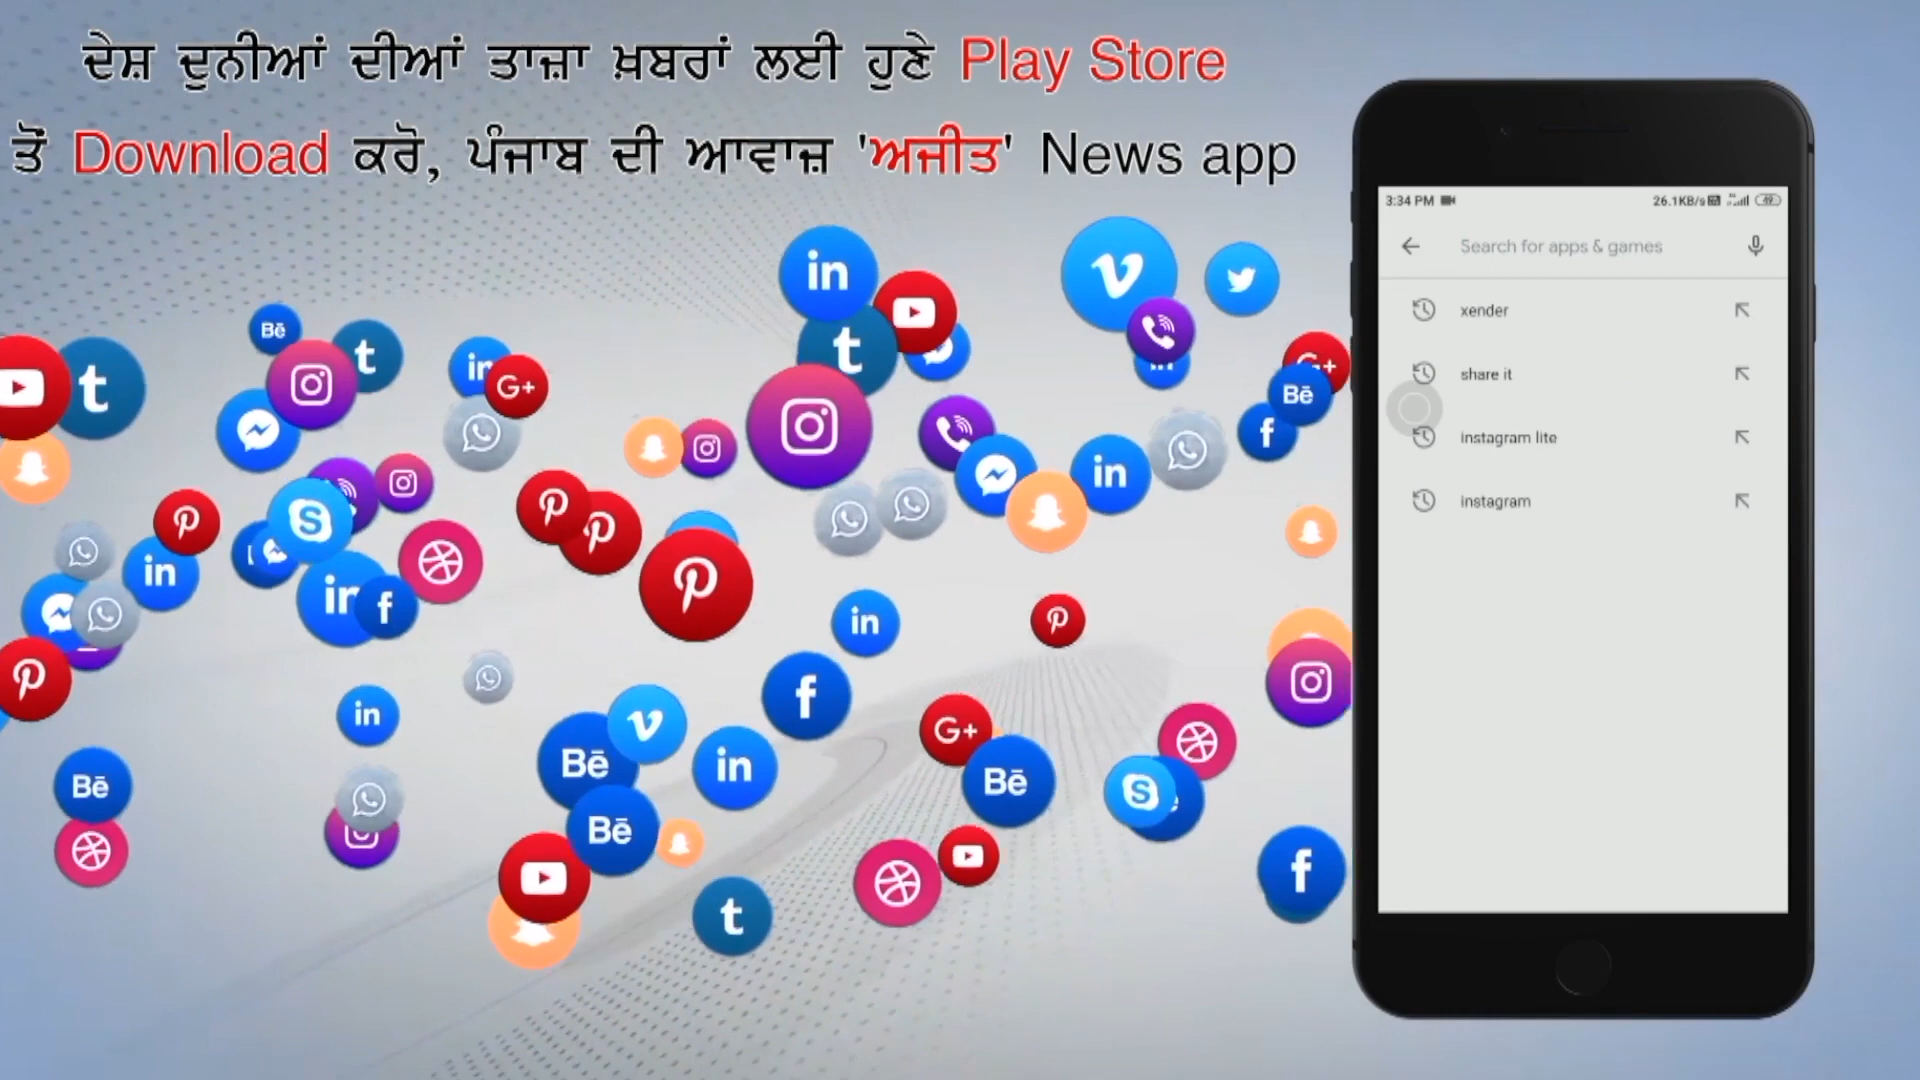 ਦੇਸ਼ ਦੁਨੀਆਂ ਦੀਆਂ ਤਾਜ਼ਾ ਖ਼ਬਰਾਂ ਲਈ ਹੁਣੇ Play Store
ਤੋਂ Download ਕਰੋ, ਪੰਜਾਬ ਦੀ ਆਵਾਜ਼ 'ਅਜੀਤ' News app
3:34 PM 26.1KB/s
Search for apps & games
xender
share it
instagram lite
instagram